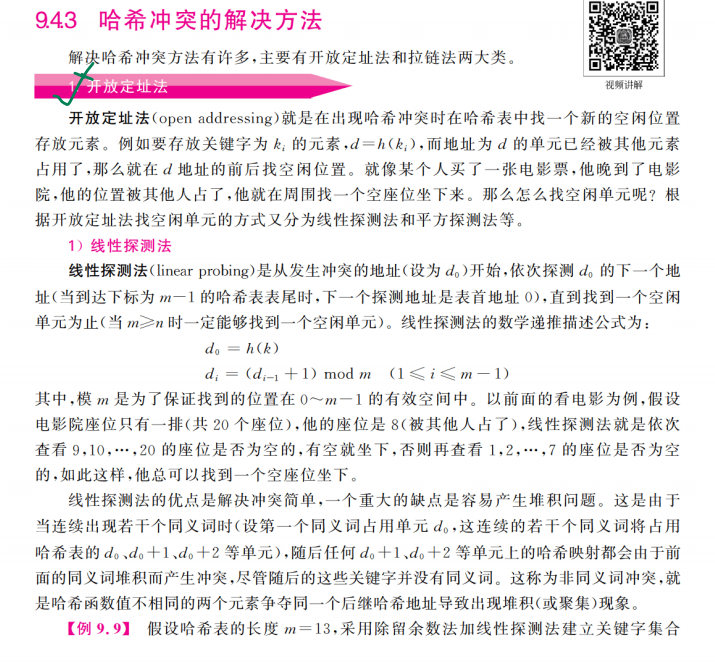 9.4.3 哈希冲突的解决方法
解决哈希冲突方法有许多,主要有开放定址法和拉链法两大类。
视频讲解
1. 开放定址法
开放定址法(open addressing)就是在出现哈希冲突时在哈希表中找一个新的空闲位置
存放元素。例如要存放关键字为 kᵢ 的元素,d=h(kᵢ),而地址为 d 的单元已经被其他元素
占用了,那么就在 d 地址的前后找空闲位置。就像某个人买了一张电影票,他晚到了电影
院,他的位置被其他人占了,他就在周围找一个空座位坐下来。那么怎么找空闲单元呢?根
据开放定址法找空闲单元的方式又分为线性探测法和平方探测法等。
1)线性探测法
线性探测法(linear probing)是从发生冲突的地址(设为 d₀)开始,依次探测 d₀ 的下一个地
址(当到达下标为 m-1 的哈希表表尾时,下一个探测地址是表首地址 0),直到找到一个空闲
单元为止(当 m≥n 时一定能够找到一个空闲单元)。线性探测法的数学递推描述公式为:
d₀ = h(k)
dᵢ = (dᵢ₋₁ + 1) mod m (1 ≤ i ≤ m - 1)
其中,模 m 是为了保证找到的位置在 0~m-1 的有效空间中。以前面的看电影为例,假设
电影院座位只有一排(共 20 个座位),他的座位是 8(被其他人占了),线性探测法就是依次
查看 9,10,…,20 的座位是否为空的,有空就坐下,否则再查看 1,2,…,7 的座位是否为空
的,如此这样,他总可以找到一个空座位坐下。
线性探测法的优点是解决冲突简单,一个重大的缺点是容易产生堆积问题。这是由于
当连续出现若干个同义词时(设第一个同义词占用单元 d₀,这连续的若干个同义词将占用
哈希表的 d₀、d₀+1、d₀+2 等单元),随后任何 d₀+1、d₀+2 等单元上的哈希映射都会由于前
面的同义词堆积而产生冲突,尽管随后的这些关键字并没有同义词。这称为非同义词冲突,就
是哈希函数值不相同的两个元素争夺同一个后继哈希地址导致出现堆积(或聚集)现象。
【例 9.9】 假设哈希表的长度 m=13,采用除留余数法加线性探测法建立关键字集合